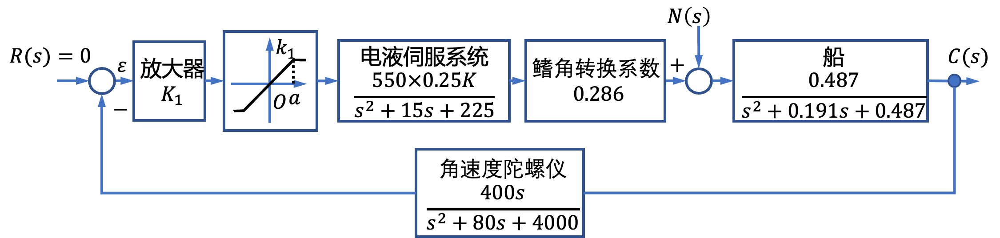 R(s) = 0
ε
−
放大器
K₁
k₁
O a
电液伺服系统
550×0.25K
s² + 15s + 225
鳍角转换系数
0.286
N(s)
+
船
0.487
s² + 0.191s + 0.487
C(s)
角速度陀螺仪
400s
s² + 80s + 4000